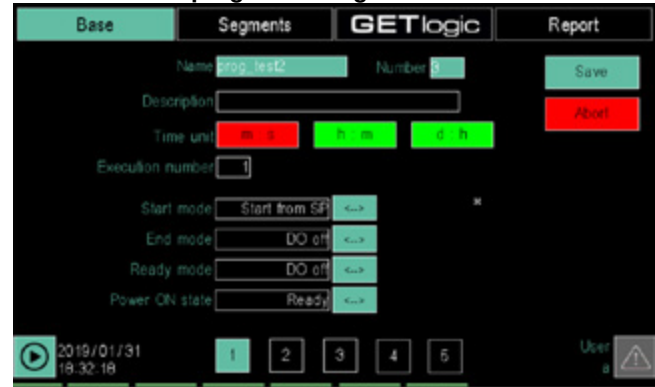 Base Segments GETlogic Report
Name prog_test2 Number 9 Save
Description Abort
Time unit m : s h : m d : h
Execution number 1
Start mode Start from SP <...>
End mode DO off <...>
Ready mode DO off <...>
Power ON state Ready <...>
2019/01/31 1 2 3 4 5 User
18:32:18 a